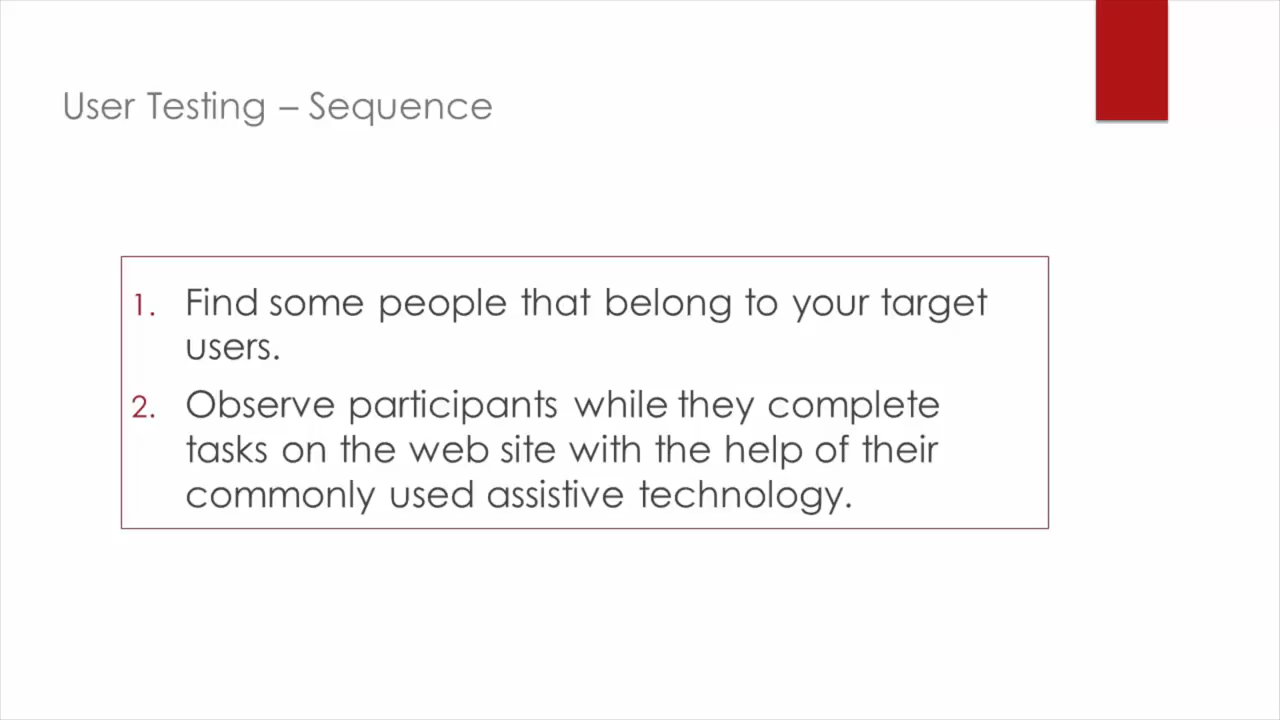 User Testing – Sequence
1. Find some people that belong to your target
users.
2. Observe participants while they complete
tasks on the web site with the help of their
commonly used assistive technology.